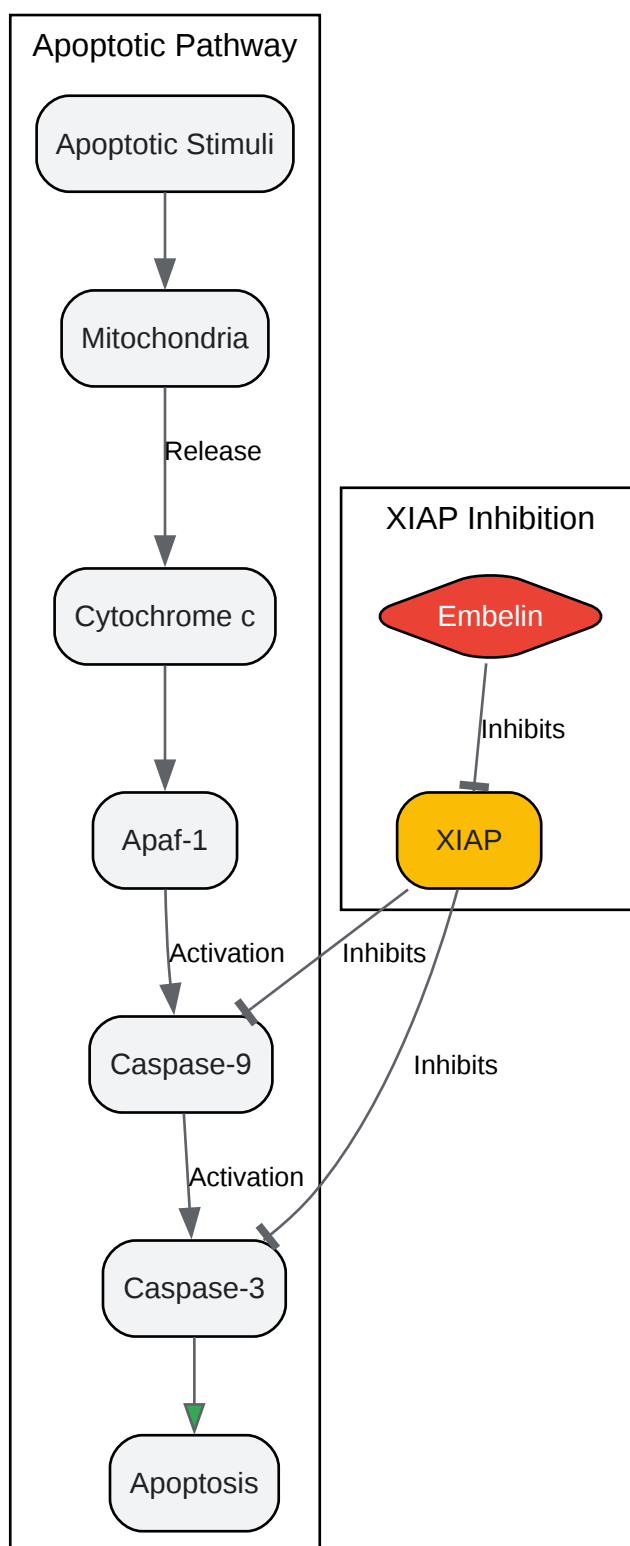 Apoptotic Pathway
Apoptotic Stimuli
Mitochondria
Release
XIAP Inhibition
Cytochrome c
Embelin
Inhibits
Apaf-1
XIAP
Activation
Inhibits
Caspase-9
Inhibits
Activation
Caspase-3
Apoptosis